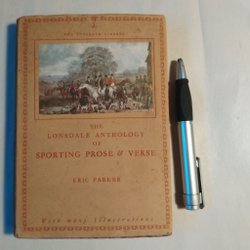 THE LONSDALE LIBRARY
THE
LONSDALE ANTHOLOGY
OF
SPORTING PROSE & VERSE
ERIC PARKER
With many Illustrations